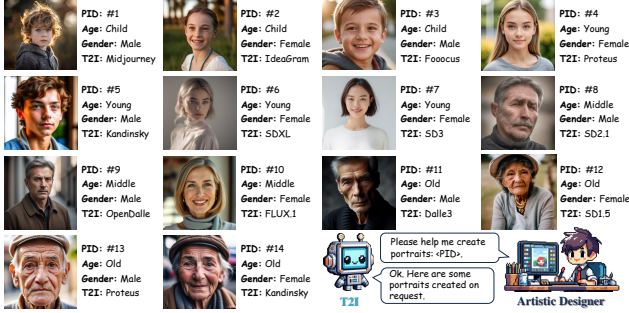 PID: #1
Age: Child
Gender: Male
T2I: Midjourney
PID: #2
Age: Child
Gender: Female
T2I: IdeaGram
PID: #3
Age: Child
Gender: Male
T2I: Fooocus
PID: #4
Age: Young
Gender: Female
T2I: Proteus
PID: #5
Age: Young
Gender: Male
T2I: Kandinsky
PID: #6
Age: Young
Gender: Female
T2I: SDXL
PID: #7
Age: Young
Gender: Female
T2I: SD3
PID: #8
Age: Middle
Gender: Male
T2I: SD2.1
PID: #9
Age: Middle
Gender: Male
T2I: OpenDalle
PID: #10
Age: Middle
Gender: Female
T2I: FLUX.1
PID: #11
Age: Old
Gender: Male
T2I: Dalle3
PID: #12
Age: Old
Gender: Female
T2I: SD1.5
PID: #13
Age: Old
Gender: Male
T2I: Proteus
PID: #14
Age: Old
Gender: Female
T2I: Kandinsky
Please help me create
portraits: <PID>.
Ok. Here are some
portraits created on
request.
T2I
Artistic Designer